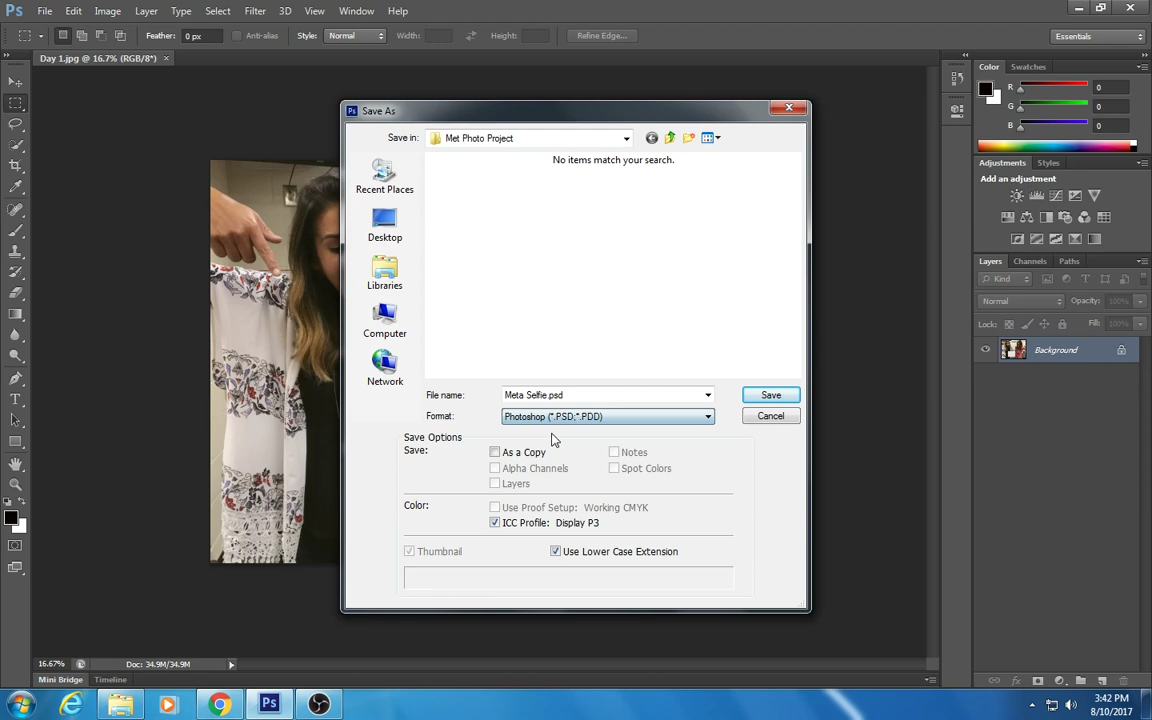 Ps File Edit Image Layer Type Select Filter 3D View Window Help
Feather: 0 px Anti-alias Style: Normal Width: Height: Refine Edge... Essentials
Day 1.jpg @ 16.7% (RGB/8*) ×
Color Swatches
R 0
G 0
B 0
Adjustments Styles
Add an adjustment
Layers Channels Paths
Kind
Normal Opacity: 100%
Lock: Fill: 100%
Background
Save As
Save in: Met Photo Project
No items match your search.
Recent Places
Desktop
Libraries
Computer
Network
File name: Meta Selfie.psd Save
Format: Photoshop (*.PSD;*.PDD) Cancel
Save Options
Save: As a Copy Notes
Alpha Channels Spot Colors
Layers
Color: Use Proof Setup: Working CMYK
ICC Profile: Display P3
Thumbnail Use Lower Case Extension
16.67% Doc: 34.9M/34.9M
Mini Bridge Timeline
3:42 PM
8/10/2017